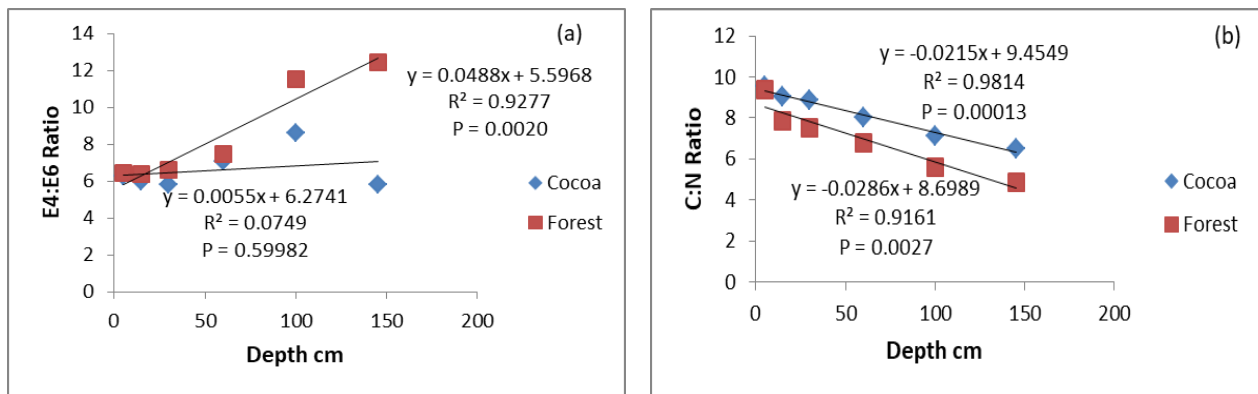 (a)
14
12
10
8
6
4
2
0
E4:E6 Ratio
y = 0.0488x + 5.5968
R² = 0.9277
P = 0.0020
y = 0.0055x + 6.2741
R² = 0.0749
P = 0.59982
Cocoa
Forest
0 50 100 150 200
Depth cm
(b)
12
10
8
6
4
2
0
C:N Ratio
y = -0.0215x + 9.4549
R² = 0.9814
P = 0.00013
y = -0.0286x + 8.6989
R² = 0.9161
P = 0.0027
Cocoa
Forest
0 50 100 150 200
Depth cm